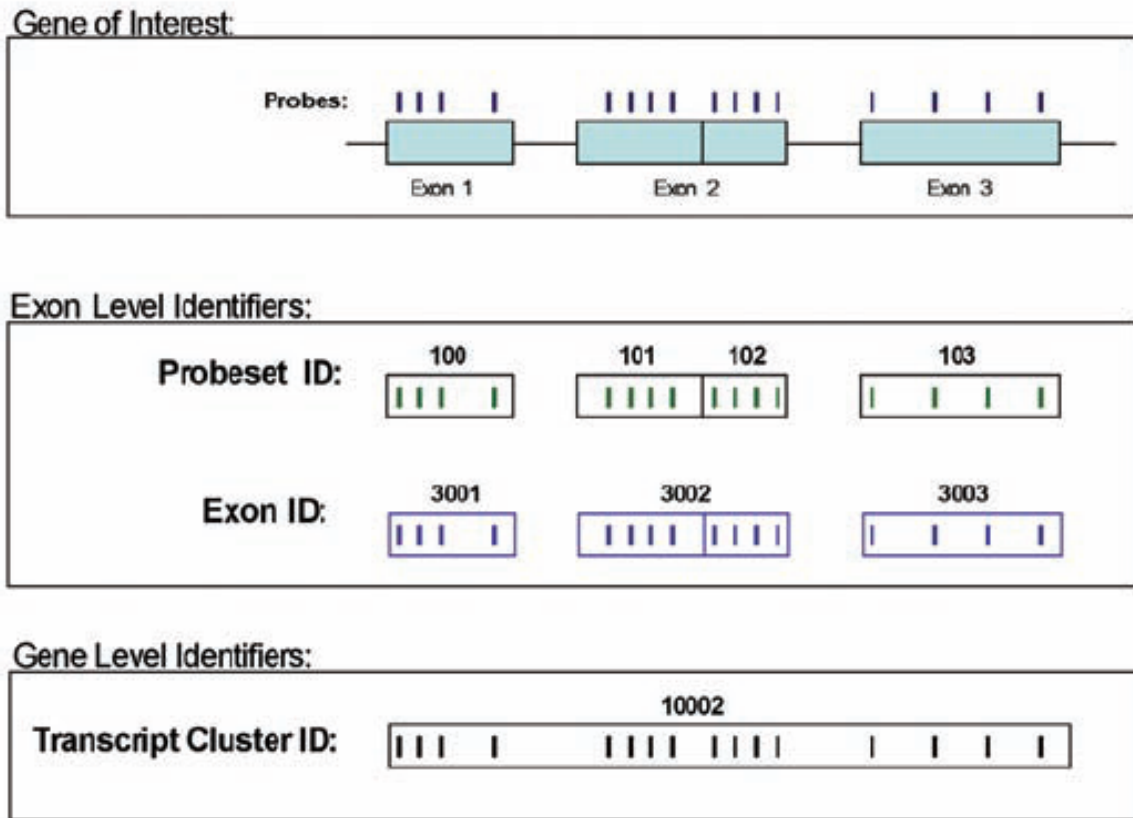 Gene of Interest:
Probes:
Exon 1 Exon 2 Exon 3
Exon Level Identifiers:
100 101 102 103
Probeset ID:
3001 3002 3003
Exon ID:
Gene Level Identifiers:
10002
Transcript Cluster ID: